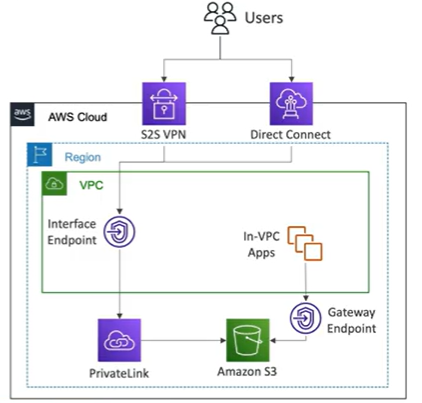 Users
aws
AWS Cloud
S2S VPN
Direct Connect
Region
VPC
Interface
Endpoint
In-VPC
Apps
Gateway
Endpoint
PrivateLink
Amazon S3